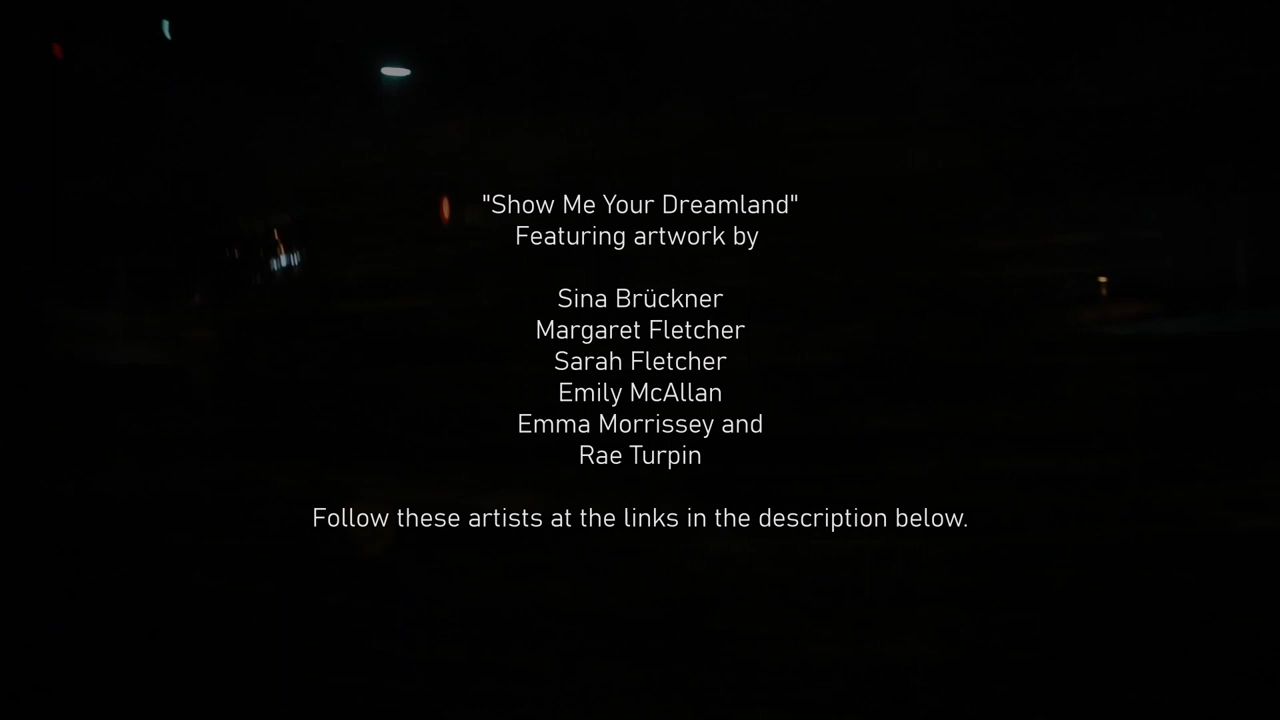 "Show Me Your Dreamland"
Featuring artwork by
Sina Brückner
Margaret Fletcher
Sarah Fletcher
Emily McAllan
Emma Morrissey and
Rae Turpin
Follow these artists at the links in the description below.